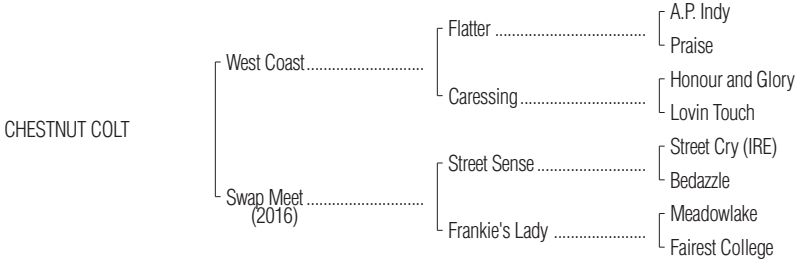 A.P. Indy
Flatter ......................................
Praise
West Coast...........................
Honour and Glory
Caressing................................
Lovin Touch
CHESTNUT COLT
Street Cry (IRE)
Street Sense ...........................
Bedazzle
Swap Meet ...........................
(2016)
Meadowlake
Frankie's Lady .......................
Fairest College